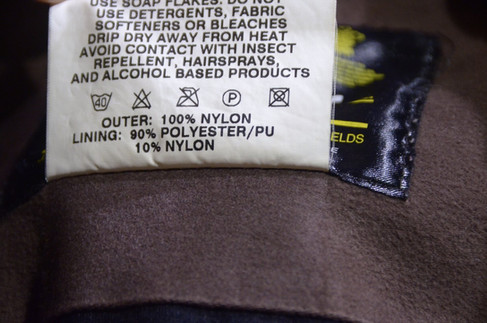 USE SOAP FLAKES. DO NOT
USE DETERGENTS, FABRIC
SOFTENERS OR BLEACHES
DRIP DRY AWAY FROM HEAT
AVOID CONTACT WITH INSECT
REPELLENT, HAIRSPRAYS,
AND ALCOHOL BASED PRODUCTS
40 P
OUTER: 100% NYLON
LINING: 90% POLYESTER/PU
10% NYLON
ELDS